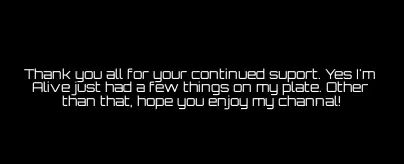 Thank you all for your continued suport. Yes I'm
Alive just had a few things on my plate. Other
than that, hope you enjoy my channal!